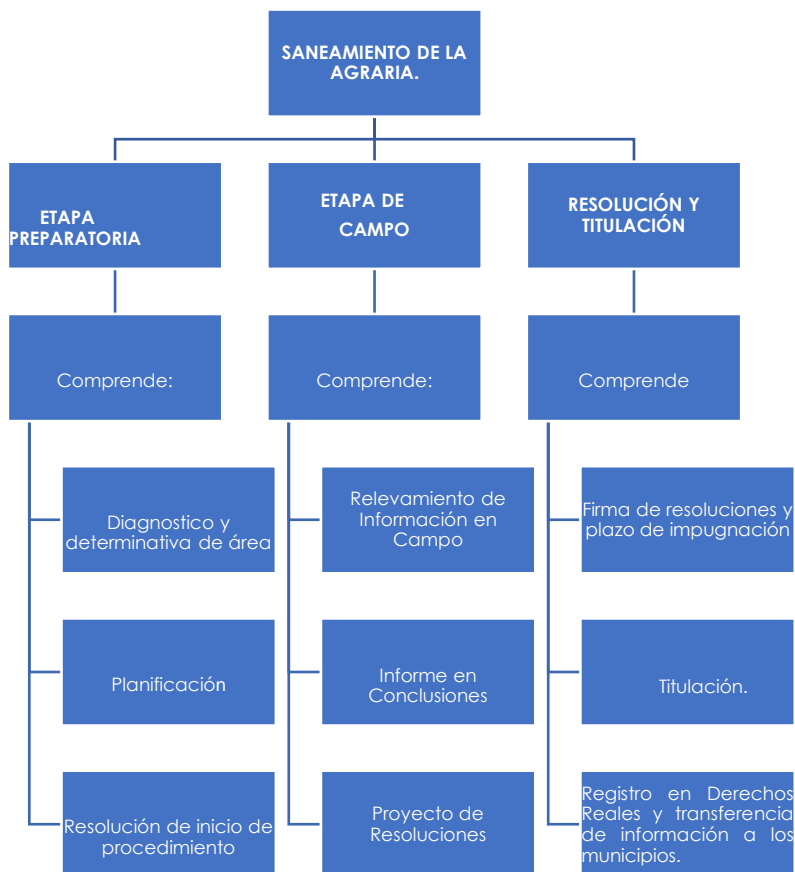 SANEAMIENTO DE LA
AGRARIA.
ETAPA
PREPARATORIA
ETAPA DE
CAMPO
RESOLUCIÓN Y
TITULACIÓN
Comprende:
Comprende:
Comprende
Diagnostico y
determinativa de área
Relevamiento de
Información en
Campo
Firma de resoluciones y
plazo de impugnación
Planificación
Informe en
Conclusiones
Titulación.
Resolución de inicio de
procedimiento
Proyecto de
Resoluciones
Registro en Derechos
Reales y transferencia
de información a los
municipios.